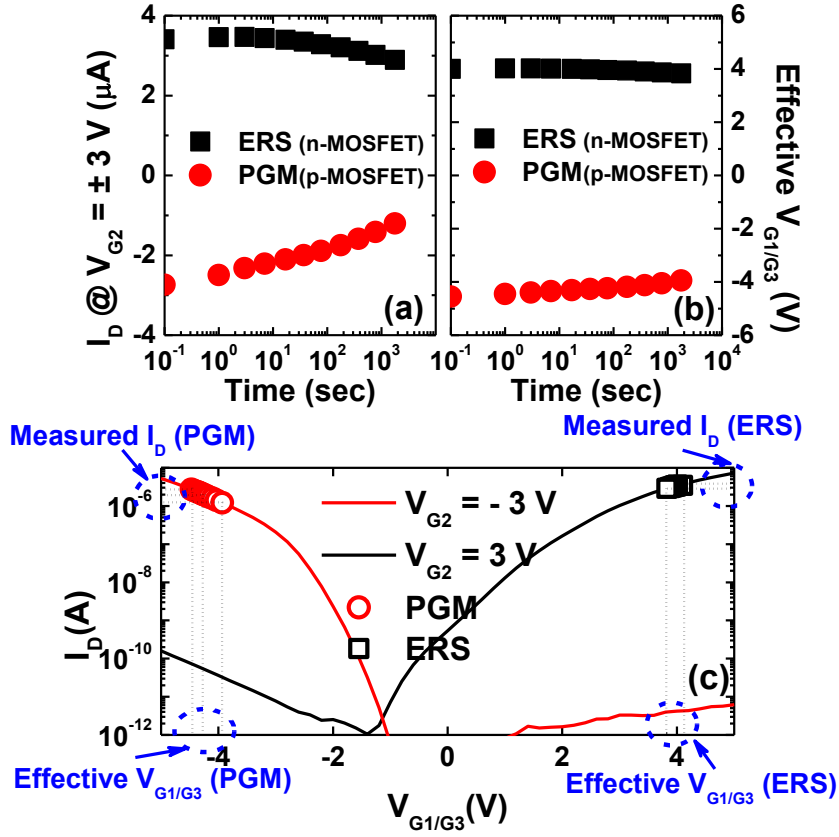 I_D @ V_G2 = ± 3 V (μA)
4
2
0
-2
-4
ERS (n-MOSFET)
PGM(p-MOSFET)
(a)
10^-1 10^0 10^1 10^2 10^3
Time (sec)
ERS (n-MOSFET)
PGM(p-MOSFET)
(b)
10^-1 10^0 10^1 10^2 10^3 10^4
Time (sec)
6
4
2
0
-2
-4
-6
Effective V_G1/G3 (V)
Measured I_D (PGM)
Measured I_D (ERS)
I_D(A)
10^-6
10^-8
10^-10
10^-12
V_G2 = - 3 V
V_G2 = 3 V
PGM
ERS
(c)
-4 -2 0 2 4
Effective V_G1/G3 (PGM)
Effective V_G1/G3 (ERS)
V_G1/G3(V)